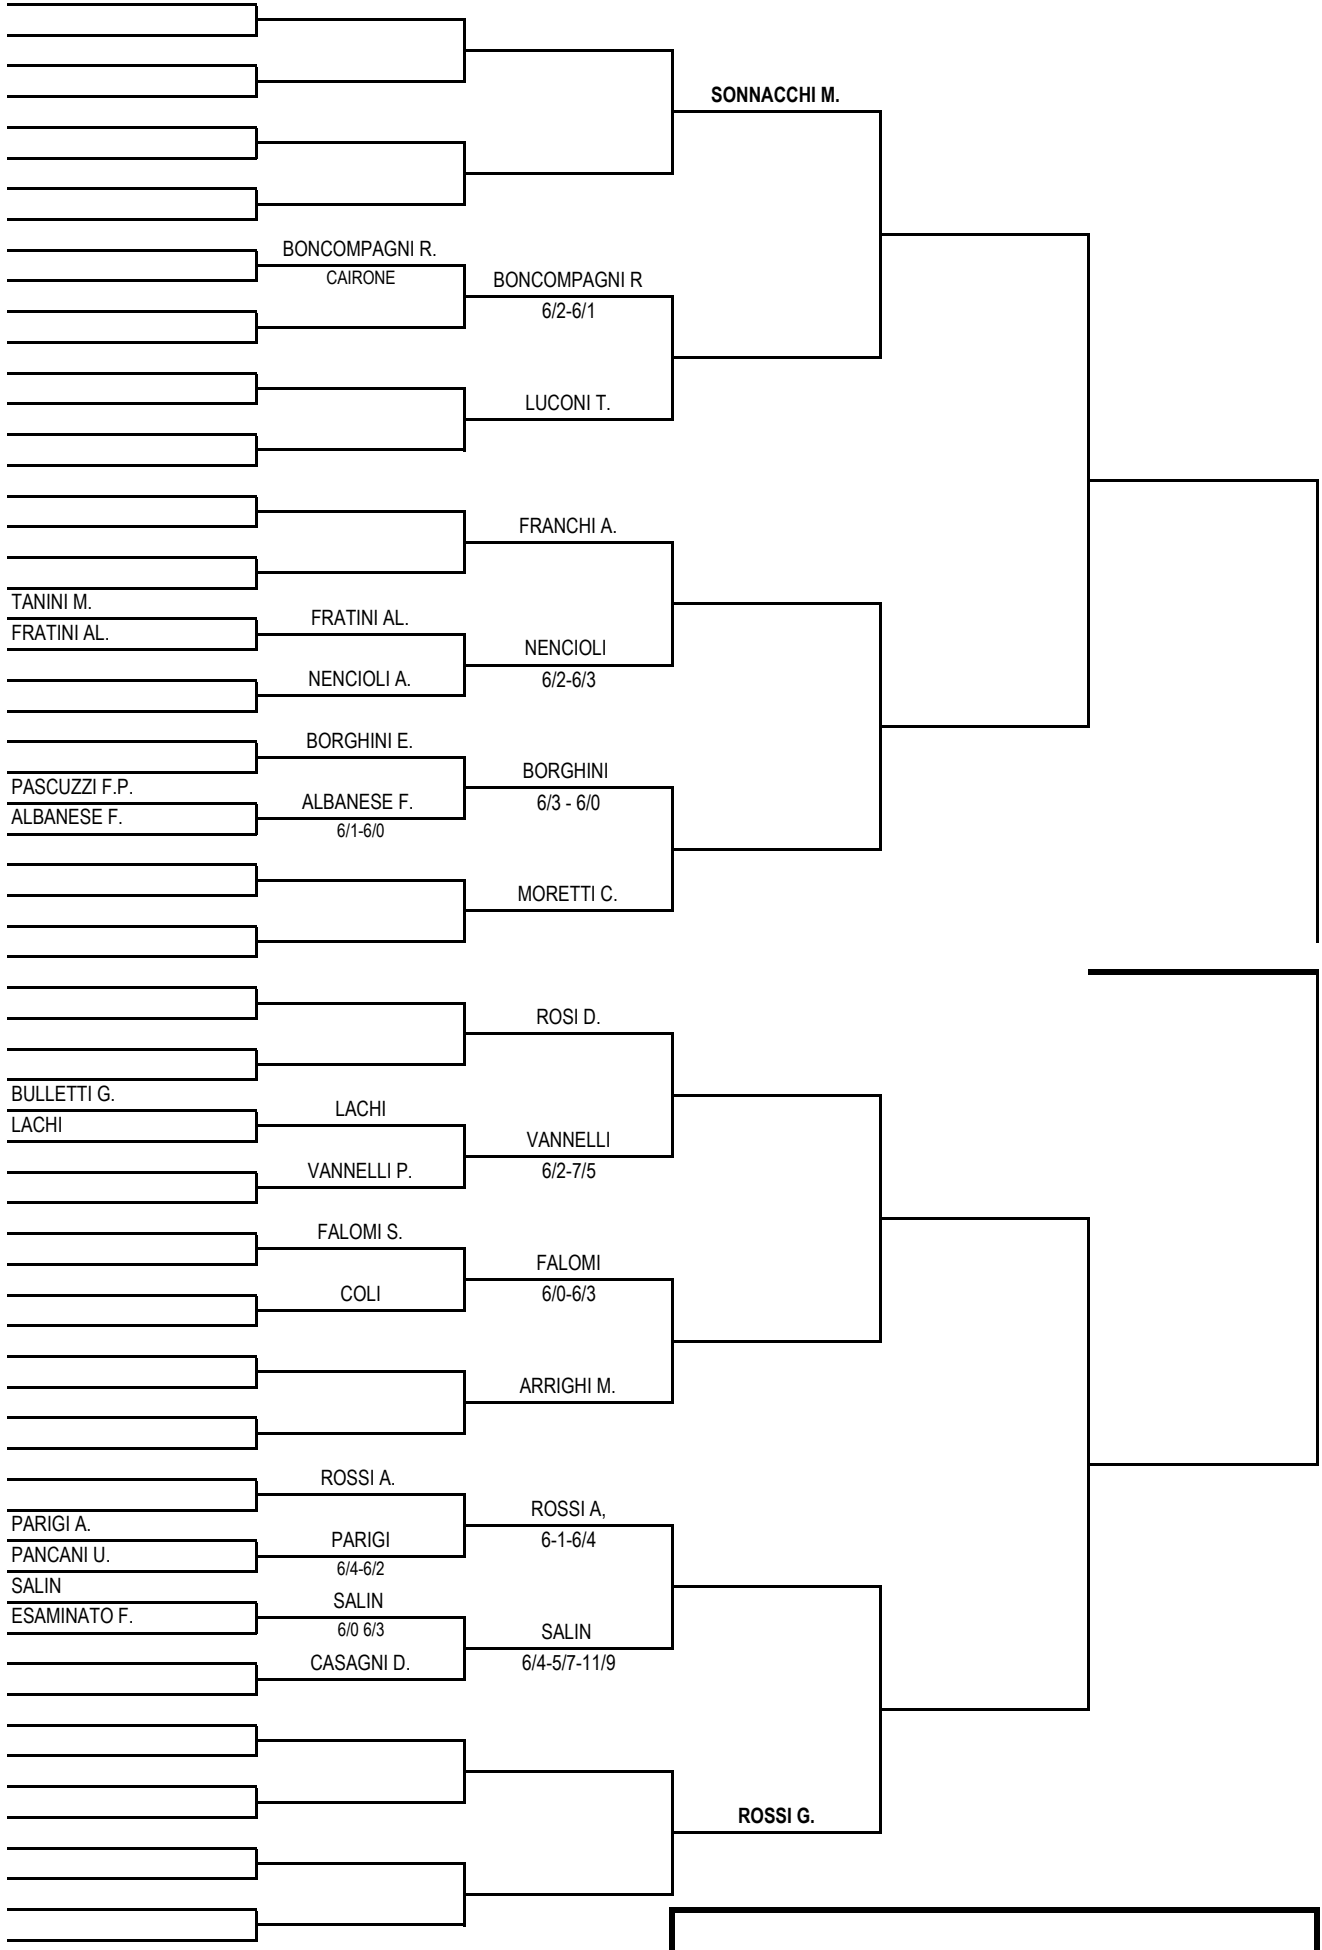 SONNACCHI M.
BONCOMPAGNI R.
CAIRONE
BONCOMPAGNI R
6/2-6/1
LUCONI T.
FRANCHI A.
TANINI M.
FRATINI AL.
FRATINI AL.
NENCIOLI
NENCIOLI A.
6/2-6/3
BORGHINI E.
BORGHINI
PASCUZZI F.P.
ALBANESE F.
6/3 - 6/0
ALBANESE F.
6/1-6/0
MORETTI C.
ROSI D.
BULLETTI G.
LACHI
LACHI
VANNELLI
VANNELLI P.
6/2-7/5
FALOMI S.
FALOMI
COLI
6/0-6/3
ARRIGHI M.
ROSSI A.
ROSSI A,
PARIGI A.
PARIGI
6-1-6/4
PANCANI U.
6/4-6/2
SALIN
SALIN
ESAMINATO F.
6/0 6/3
SALIN
CASAGNI D.
6/4-5/7-11/9
ROSSI G.